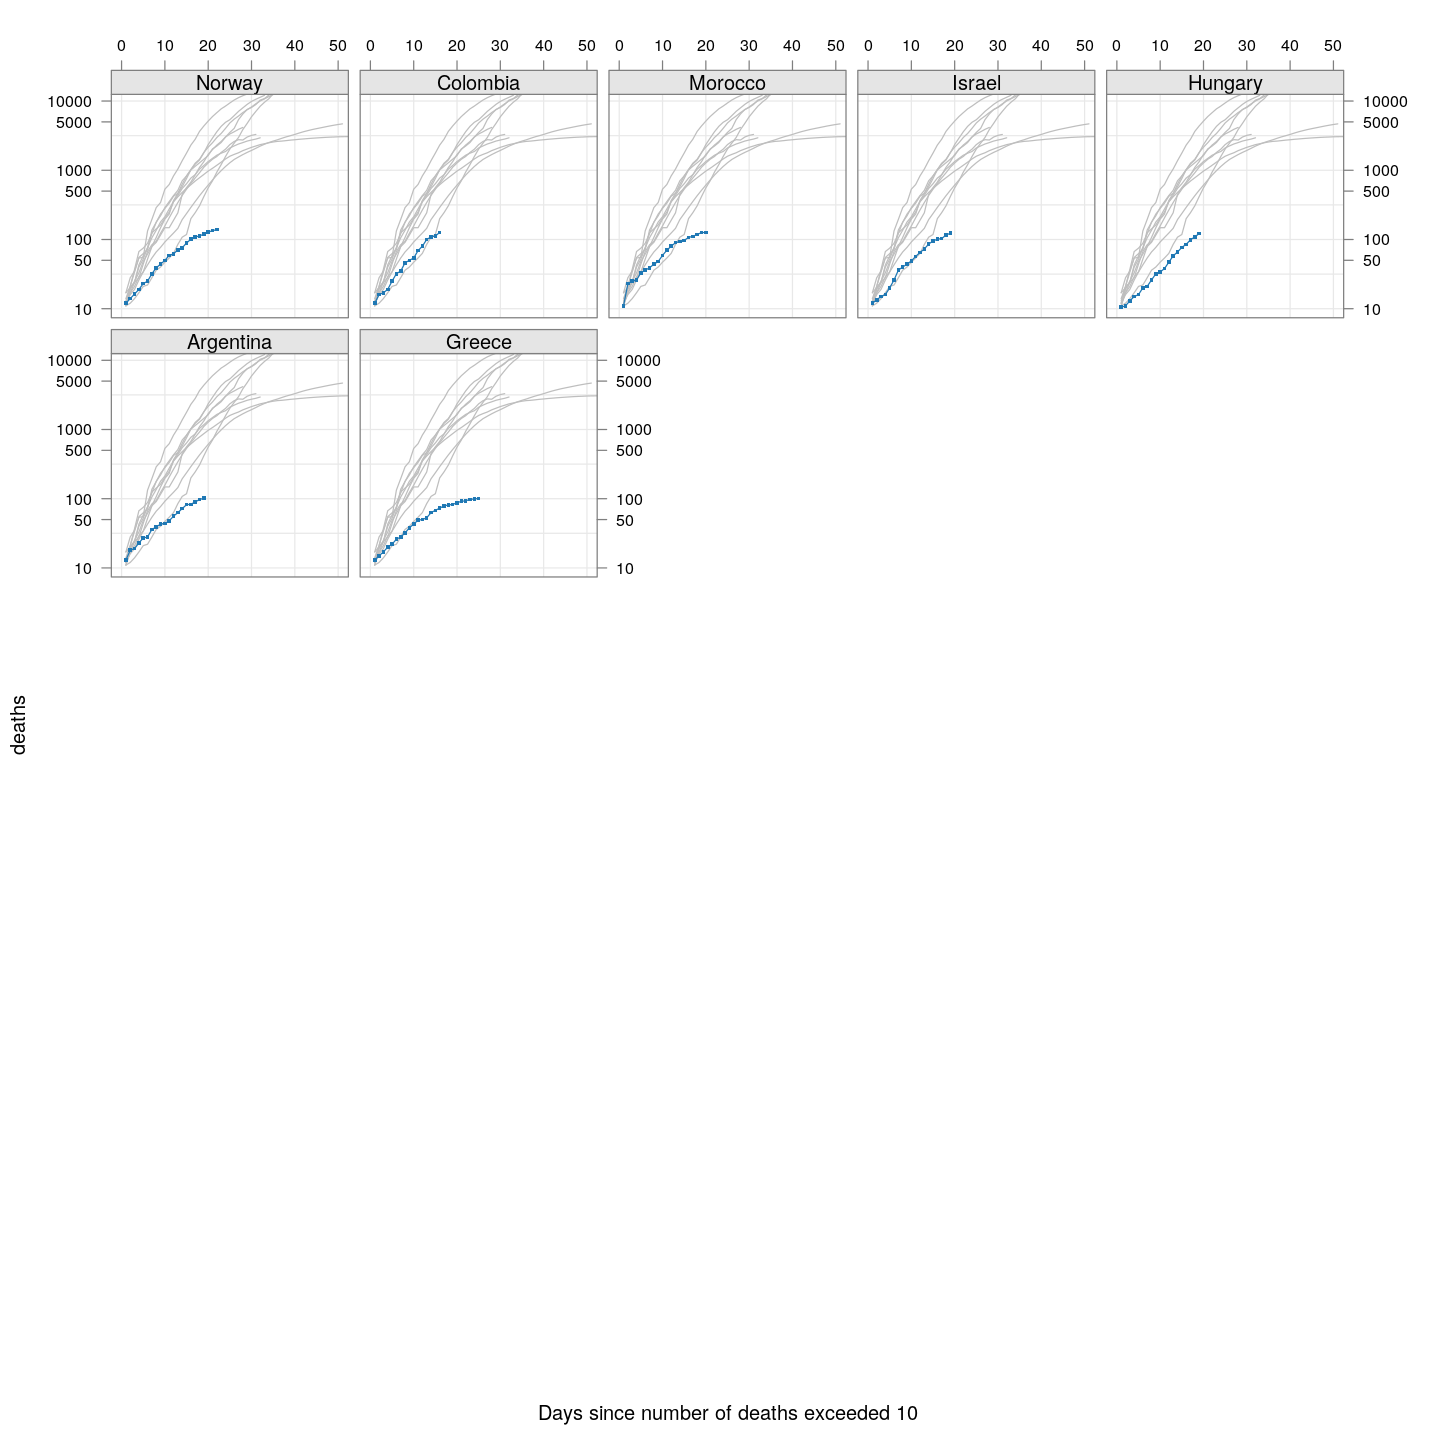 0 10 20 30 40 50 0 10 20 30 40 50 0 10 20 30 40 50 0 10 20 30 40 50 0 10 20 30 40 50
Norway Colombia Morocco Israel Hungary
10000 10000
5000 5000
1000 1000
500 500
100 100
50 50
10 10
Argentina Greece
10000 10000
5000 5000
1000 1000
500 500
100 100
50 50
10 10
deaths
Days since number of deaths exceeded 10